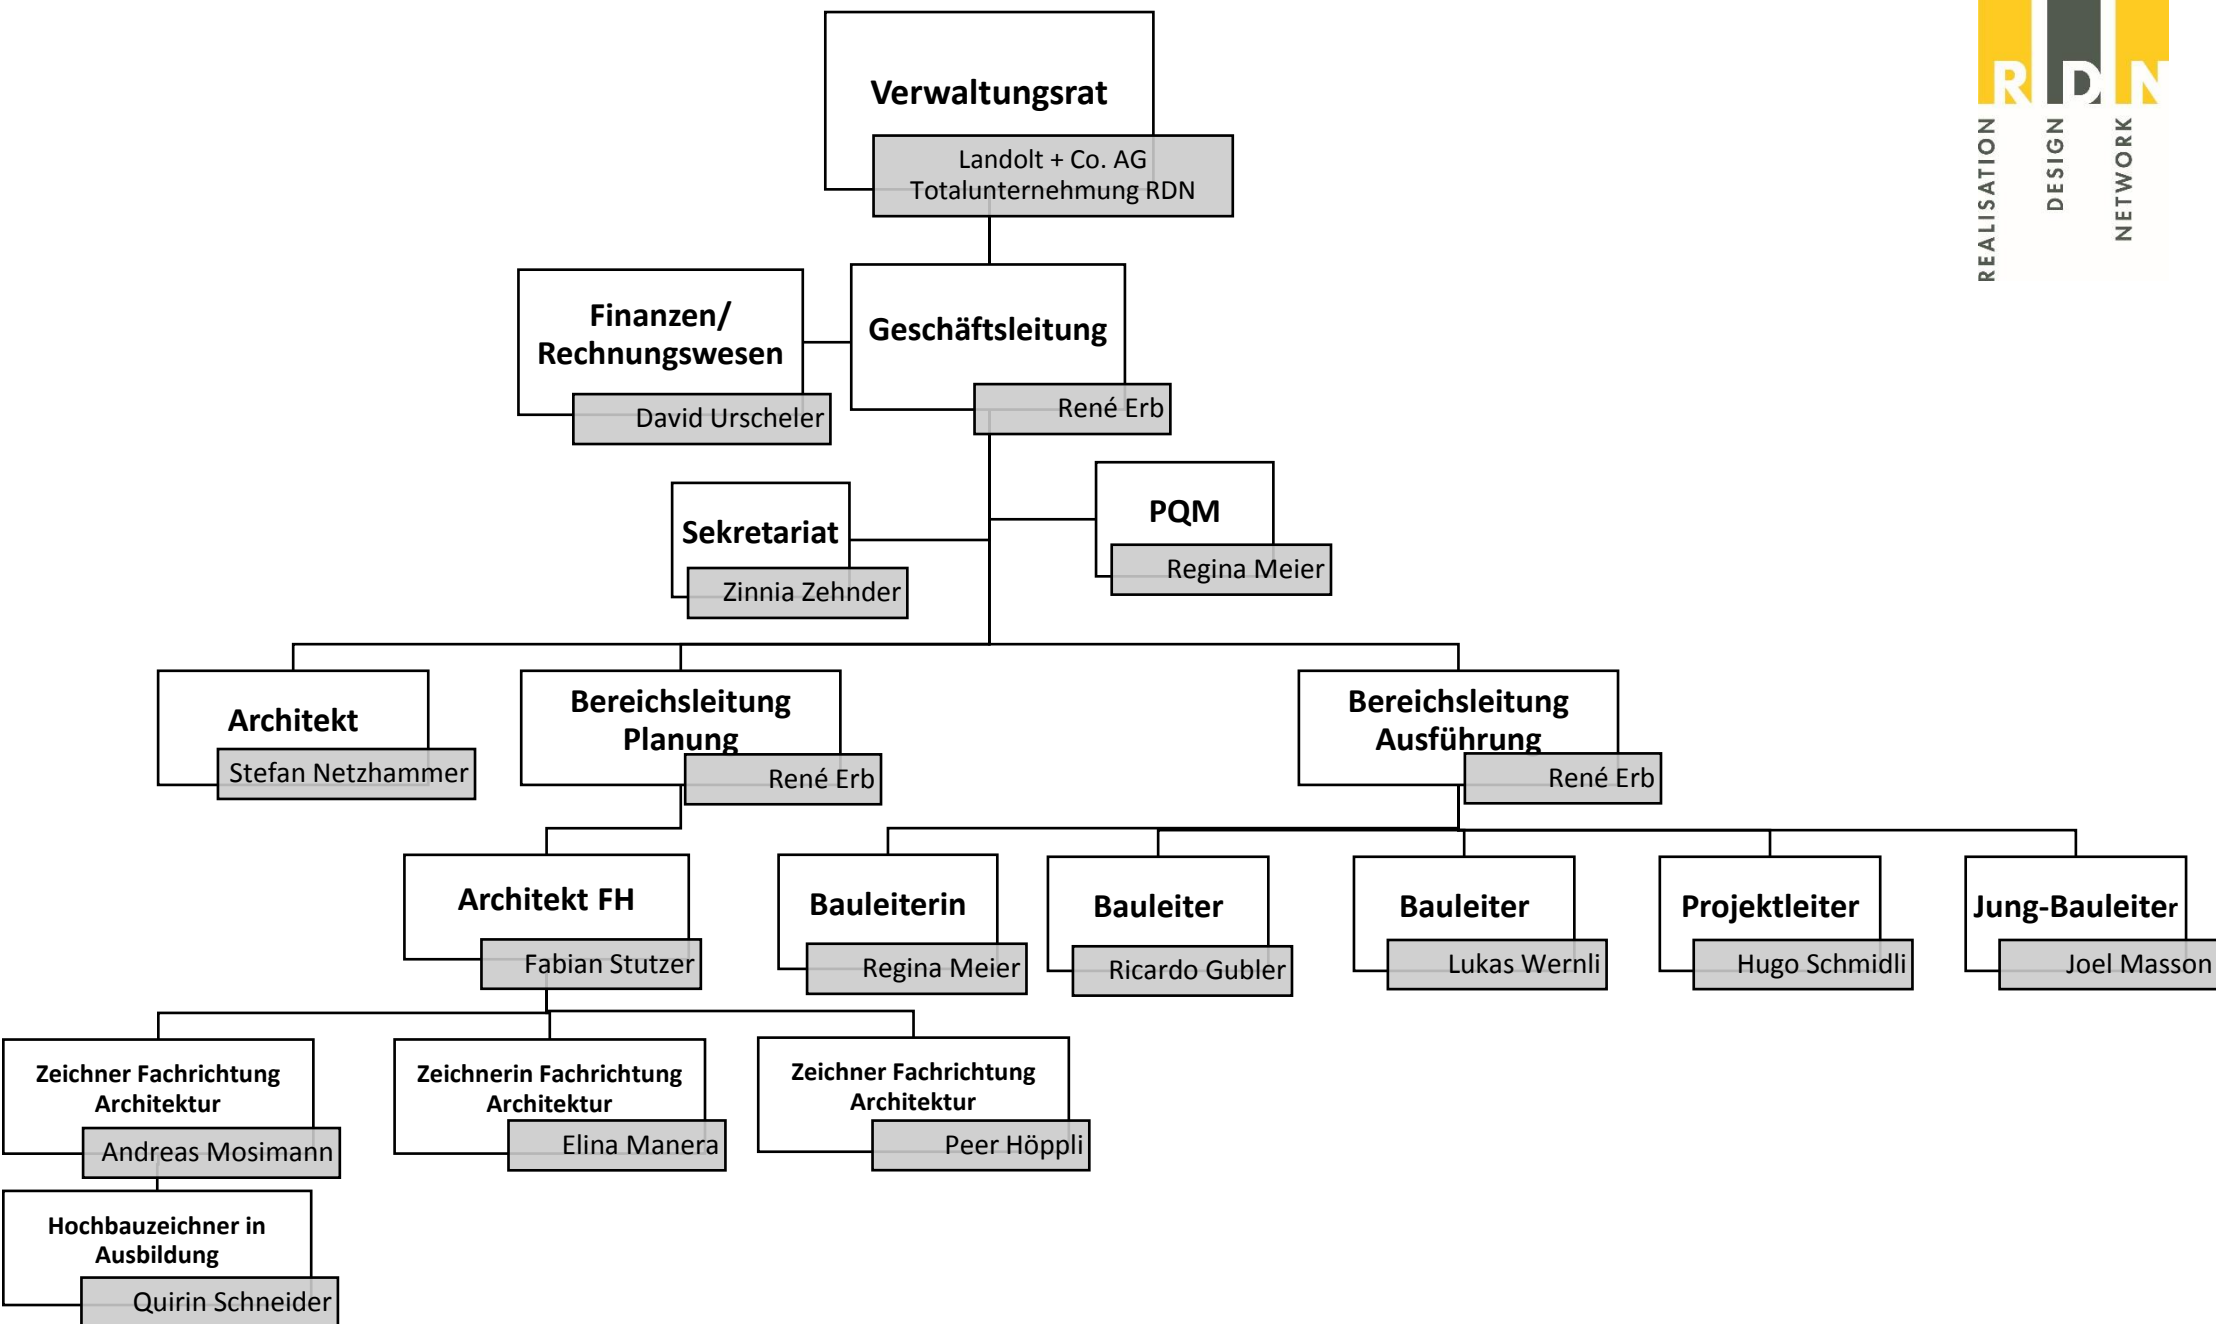 Verwaltungsrat
Landolt + Co. AG
Totalunternehmung RDN
R D N
REALISATION
DESIGN
NETWORK
Finanzen/
Rechnungswesen
David Urscheler
Geschäftsleitung
René Erb
Sekretariat
Zinnia Zehnder
PQM
Regina Meier
Architekt
Stefan Netzhammer
Bereichsleitung
Planung
René Erb
Bereichsleitung
Ausführung
René Erb
Architekt FH
Fabian Stutzer
Bauleiterin
Regina Meier
Bauleiter
Ricardo Gubler
Bauleiter
Lukas Wernli
Projektleiter
Hugo Schmidli
Jung-Bauleiter
Joel Masson
Zeichner Fachrichtung
Architektur
Andreas Mosimann
Zeichnerin Fachrichtung
Architektur
Elina Manera
Zeichner Fachrichtung
Architektur
Peer Höppli
Hochbauzeichner in
Ausbildung
Quirin Schneider